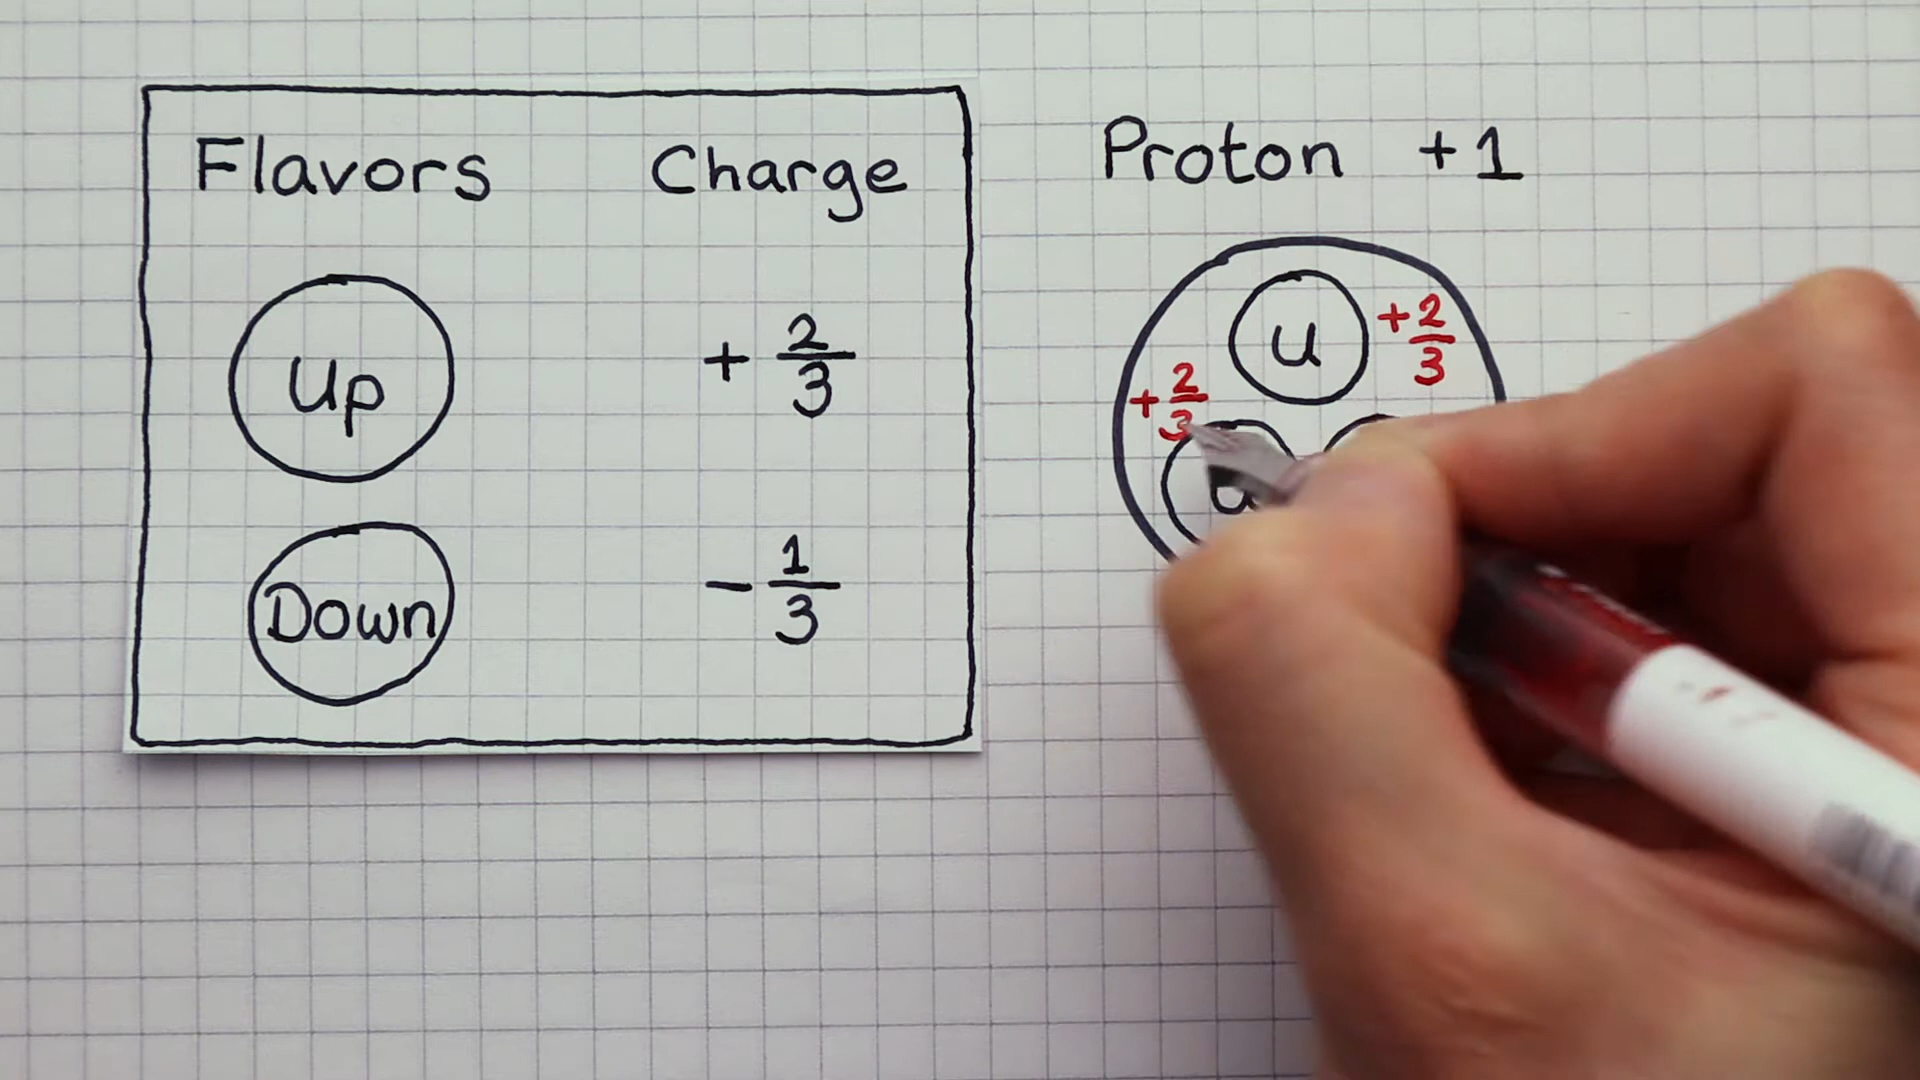 Flavors Charge
Up + 2/3
Down - 1/3
Proton +1
u +2/3
+2/3